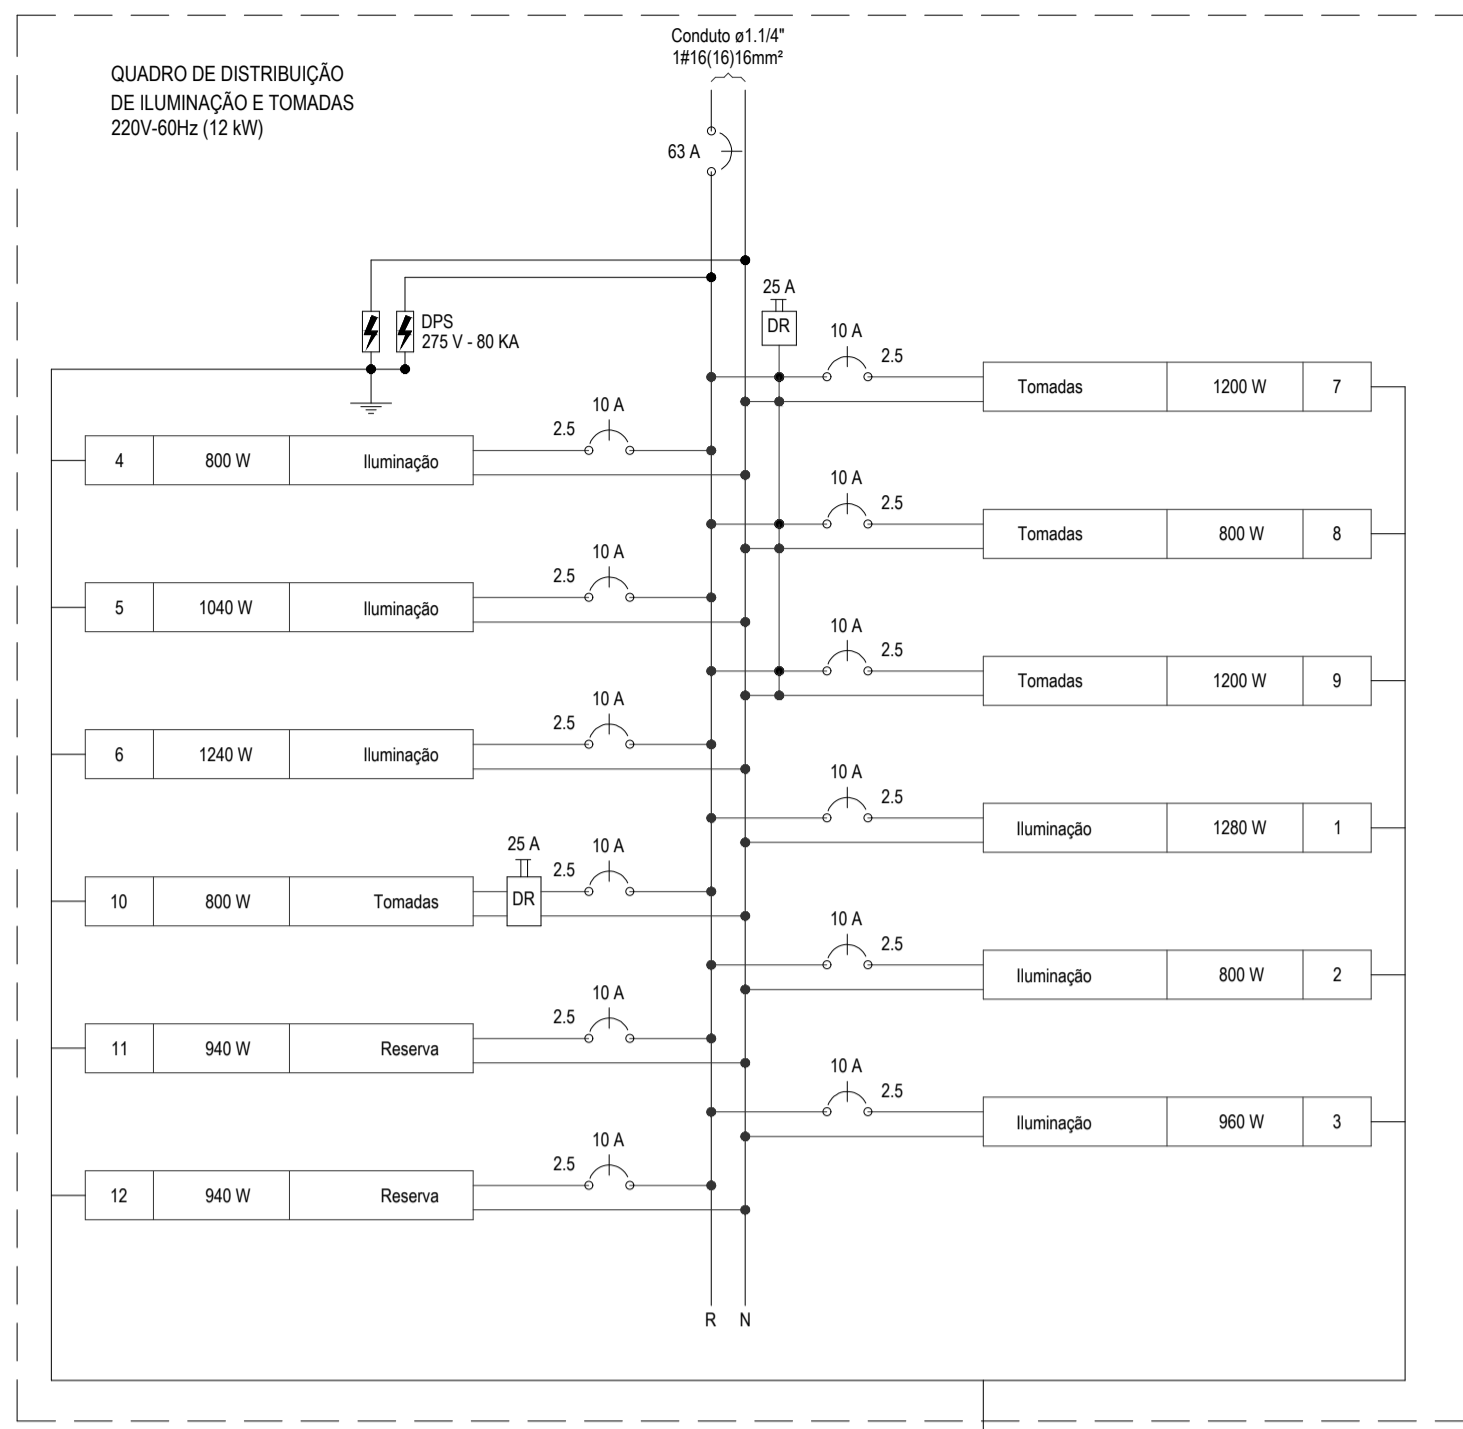 Conduto ø1.1/4"
1#16(16)16mm²
QUADRO DE DISTRIBUIÇÃO
DE ILUMINAÇÃO E TOMADAS
220V-60Hz (12 kW)
63 A
DPS
275 V - 80 KA
25 A
DR
10 A
2.5
Tomadas 1200 W 7
10 A
2.5
4 800 W Iluminação
10 A
2.5
Tomadas 800 W 8
10 A
2.5
5 1040 W Iluminação
10 A
2.5
Tomadas 1200 W 9
10 A
2.5
6 1240 W Iluminação
10 A
2.5
Iluminação 1280 W 1
25 A
DR
10 A
2.5
10 800 W Tomadas
10 A
2.5
Iluminação 800 W 2
10 A
2.5
11 940 W Reserva
10 A
2.5
Iluminação 960 W 3
10 A
2.5
12 940 W Reserva
R N